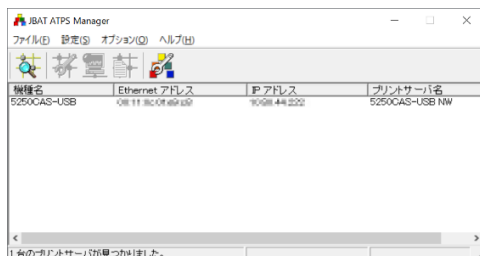 JBAT ATPS Manager
ファイル(F) 設定(S) オプション(O) ヘルプ(H)
機種名 Ethernet アドレス IP アドレス プリントサーバ名
5250CAS-USB 5250CAS-USB NW
1 台のプリントサーバが見つかりました。